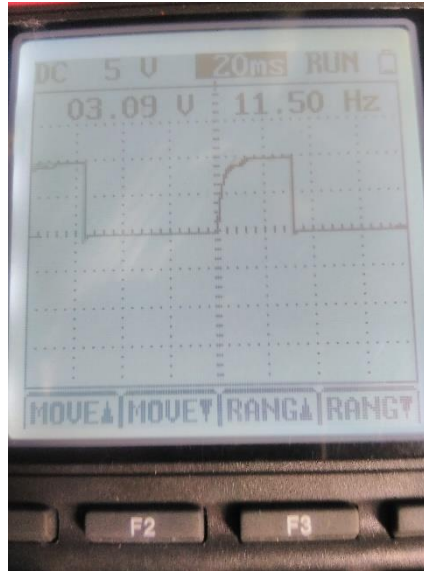 DC 5 V 20ms RUN
03.09 V 11.50 Hz
MOVE▲ MOVE▼ RANG▲ RANG▼
F2 F3